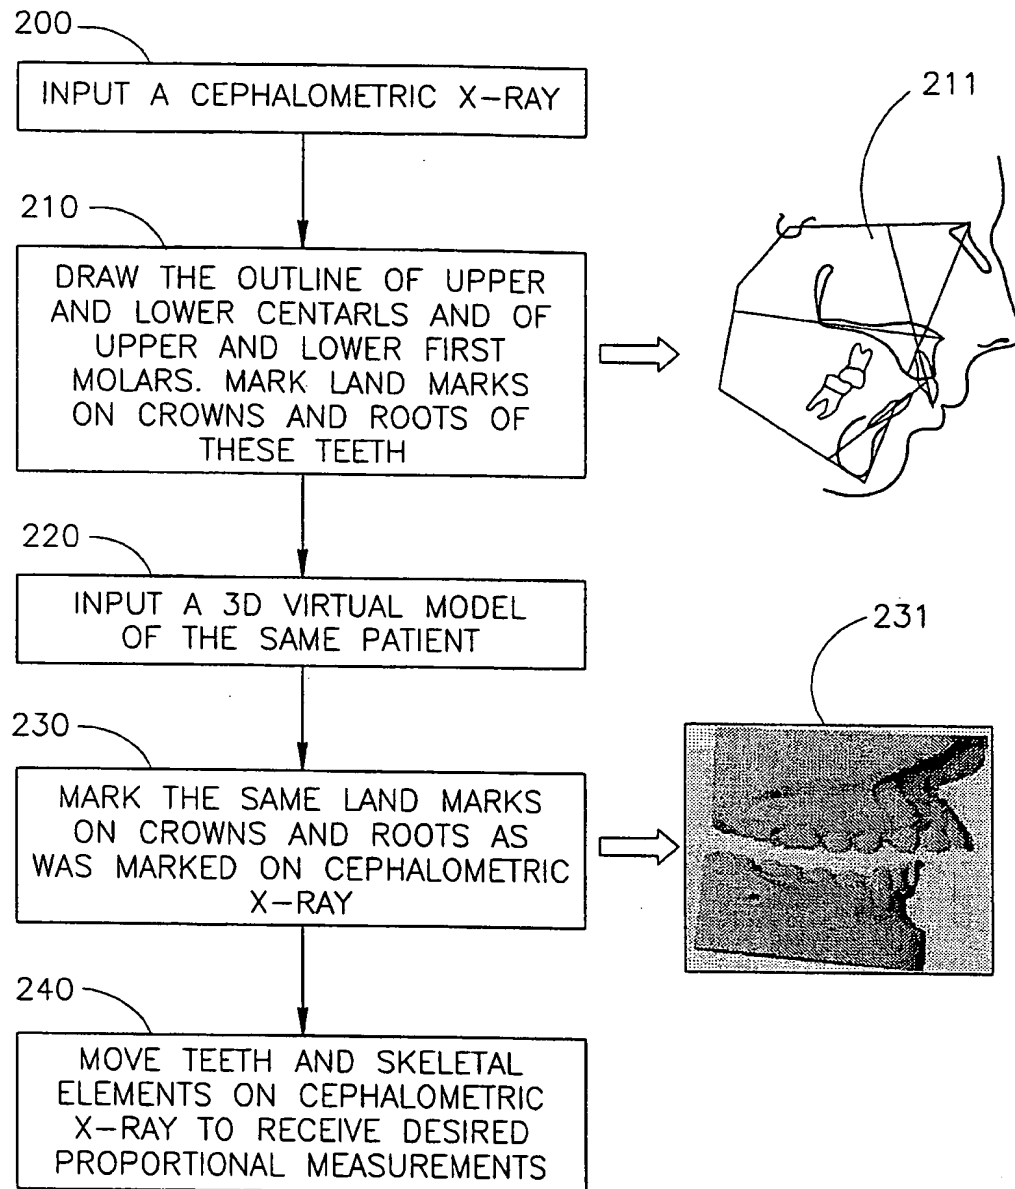 200
INPUT A CEPHALOMETRIC X-RAY
211
210
DRAW THE OUTLINE OF UPPER
AND LOWER CENTARLS AND OF
UPPER AND LOWER FIRST
MOLARS. MARK LAND MARKS
ON CROWNS AND ROOTS OF
THESE TEETH
220
INPUT A 3D VIRTUAL MODEL
OF THE SAME PATIENT
231
230
MARK THE SAME LAND MARKS
ON CROWNS AND ROOTS AS
WAS MARKED ON CEPHALOMETRIC
X-RAY
240
MOVE TEETH AND SKELETAL
ELEMENTS ON CEPHALOMETRIC
X-RAY TO RECEIVE DESIRED
PROPORTIONAL MEASUREMENTS